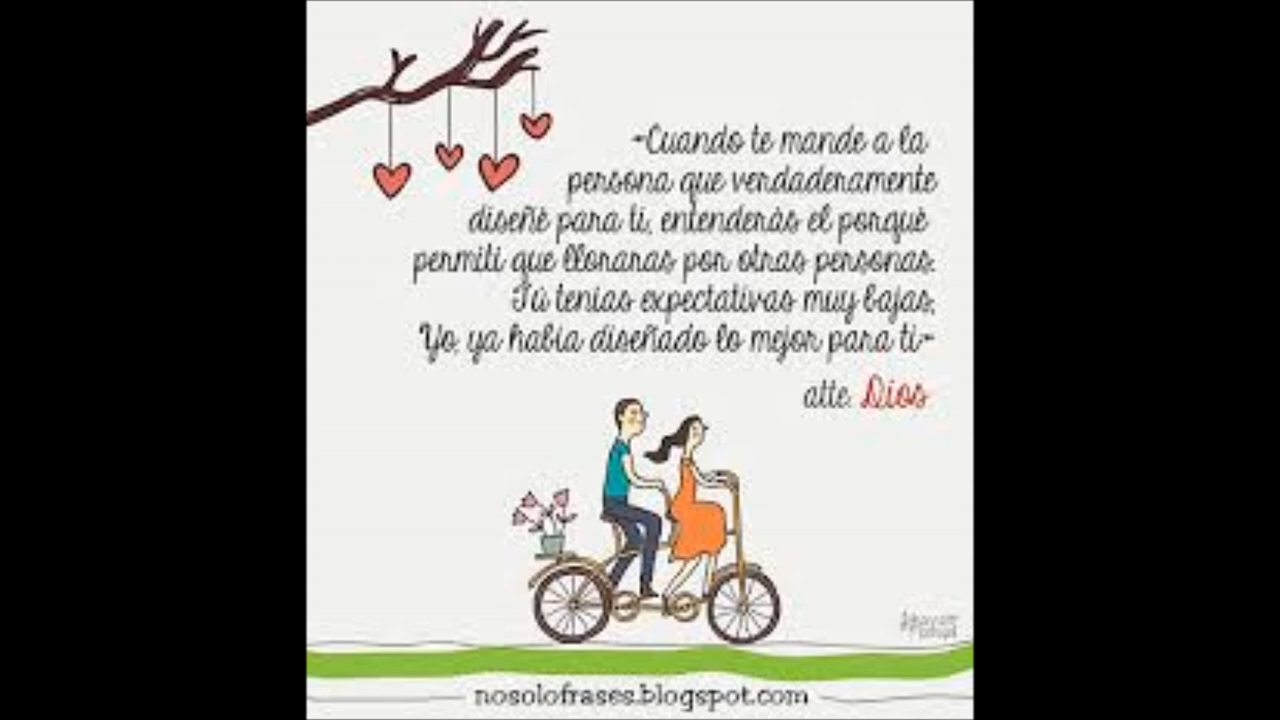 -Cuando te mande a la
persona que verdaderamente
diseñé para ti, entenderás el porqué
permití que lloraras por otras personas.
Tú tenías expectativas muy bajas,
Yo, ya había diseñado lo mejor para ti-
atte. Dios
nosolofrases.blogspot.com